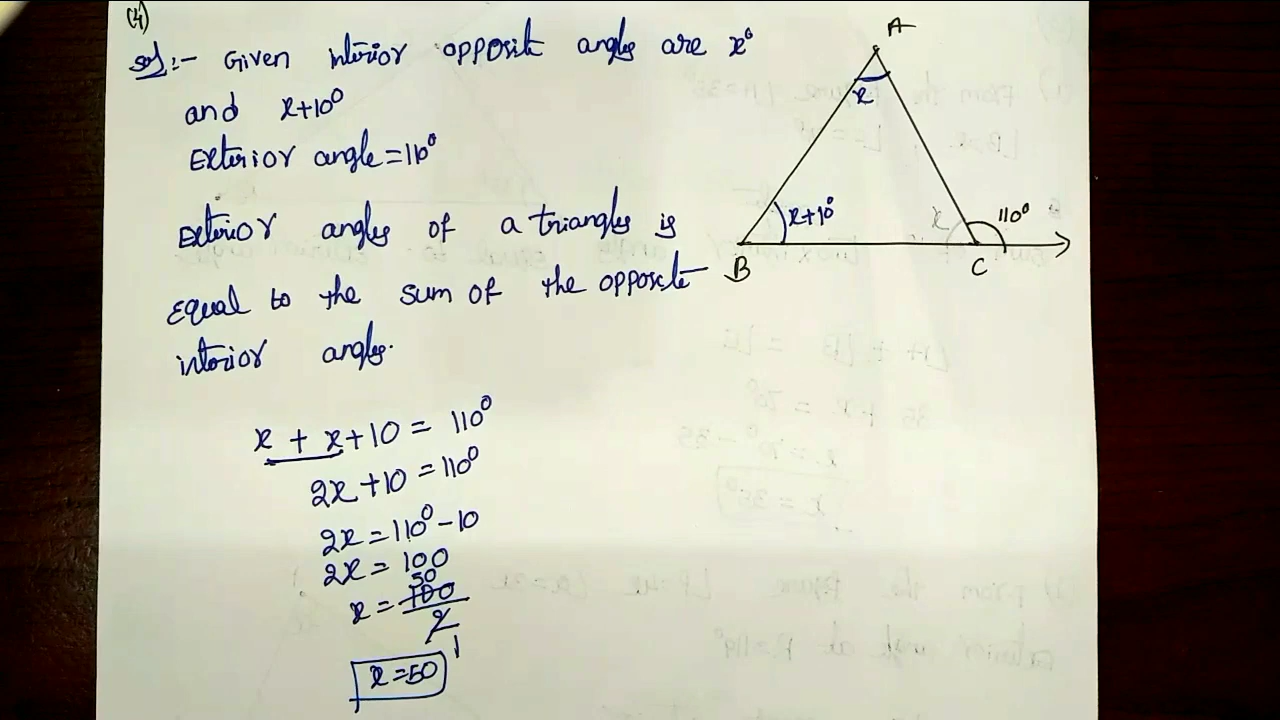 (4)
Sol:- Given interior opposite angles are x°
and x+10°
Exterior angle=110°
Exterior angles of a triangles is
Equal to the sum of the opposite
interior angles.
x + x+10 = 110°
2x+10 = 110°
2x = 110° - 10
2x = 100
50
x = 100
2
1
x=50
A
x
x+10°
x
110°
B
C